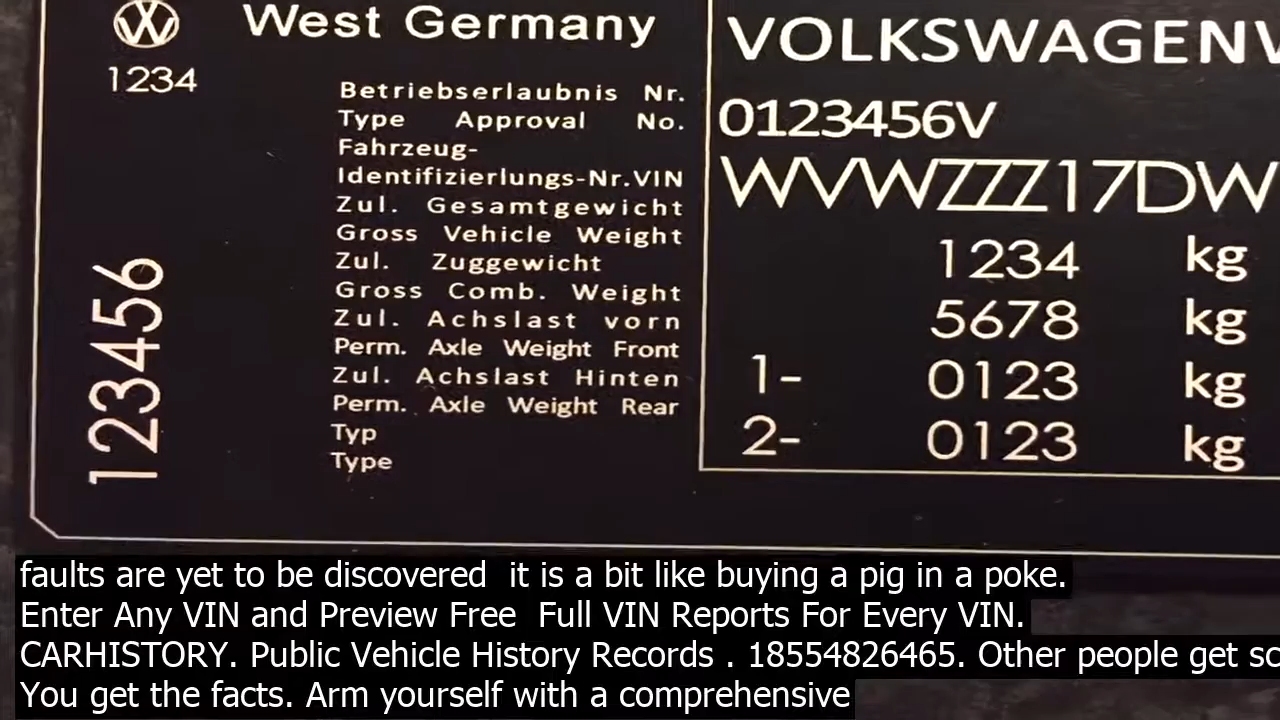 West Germany
1234
Betriebserlaubnis Nr.
Type Approval No.
Fahrzeug-
Identifizierlungs-Nr.VIN
Zul. Gesamtgewicht
Gross Vehicle Weight
Zul. Zuggewicht
Gross Comb. Weight
Zul. Achslast vorn
Perm. Axle Weight Front
Zul. Achslast Hinten
Perm. Axle Weight Rear
Typ
Type
123456
VOLKSWAGENW
0123456V
WVWZZZ17DW
1234 kg
5678 kg
1- 0123 kg
2- 0123 kg
faults are yet to be discovered it is a bit like buying a pig in a poke.
Enter Any VIN and Preview Free Full VIN Reports For Every VIN.
CARHISTORY. Public Vehicle History Records . 18554826465. Other people get sc
You get the facts. Arm yourself with a comprehensive